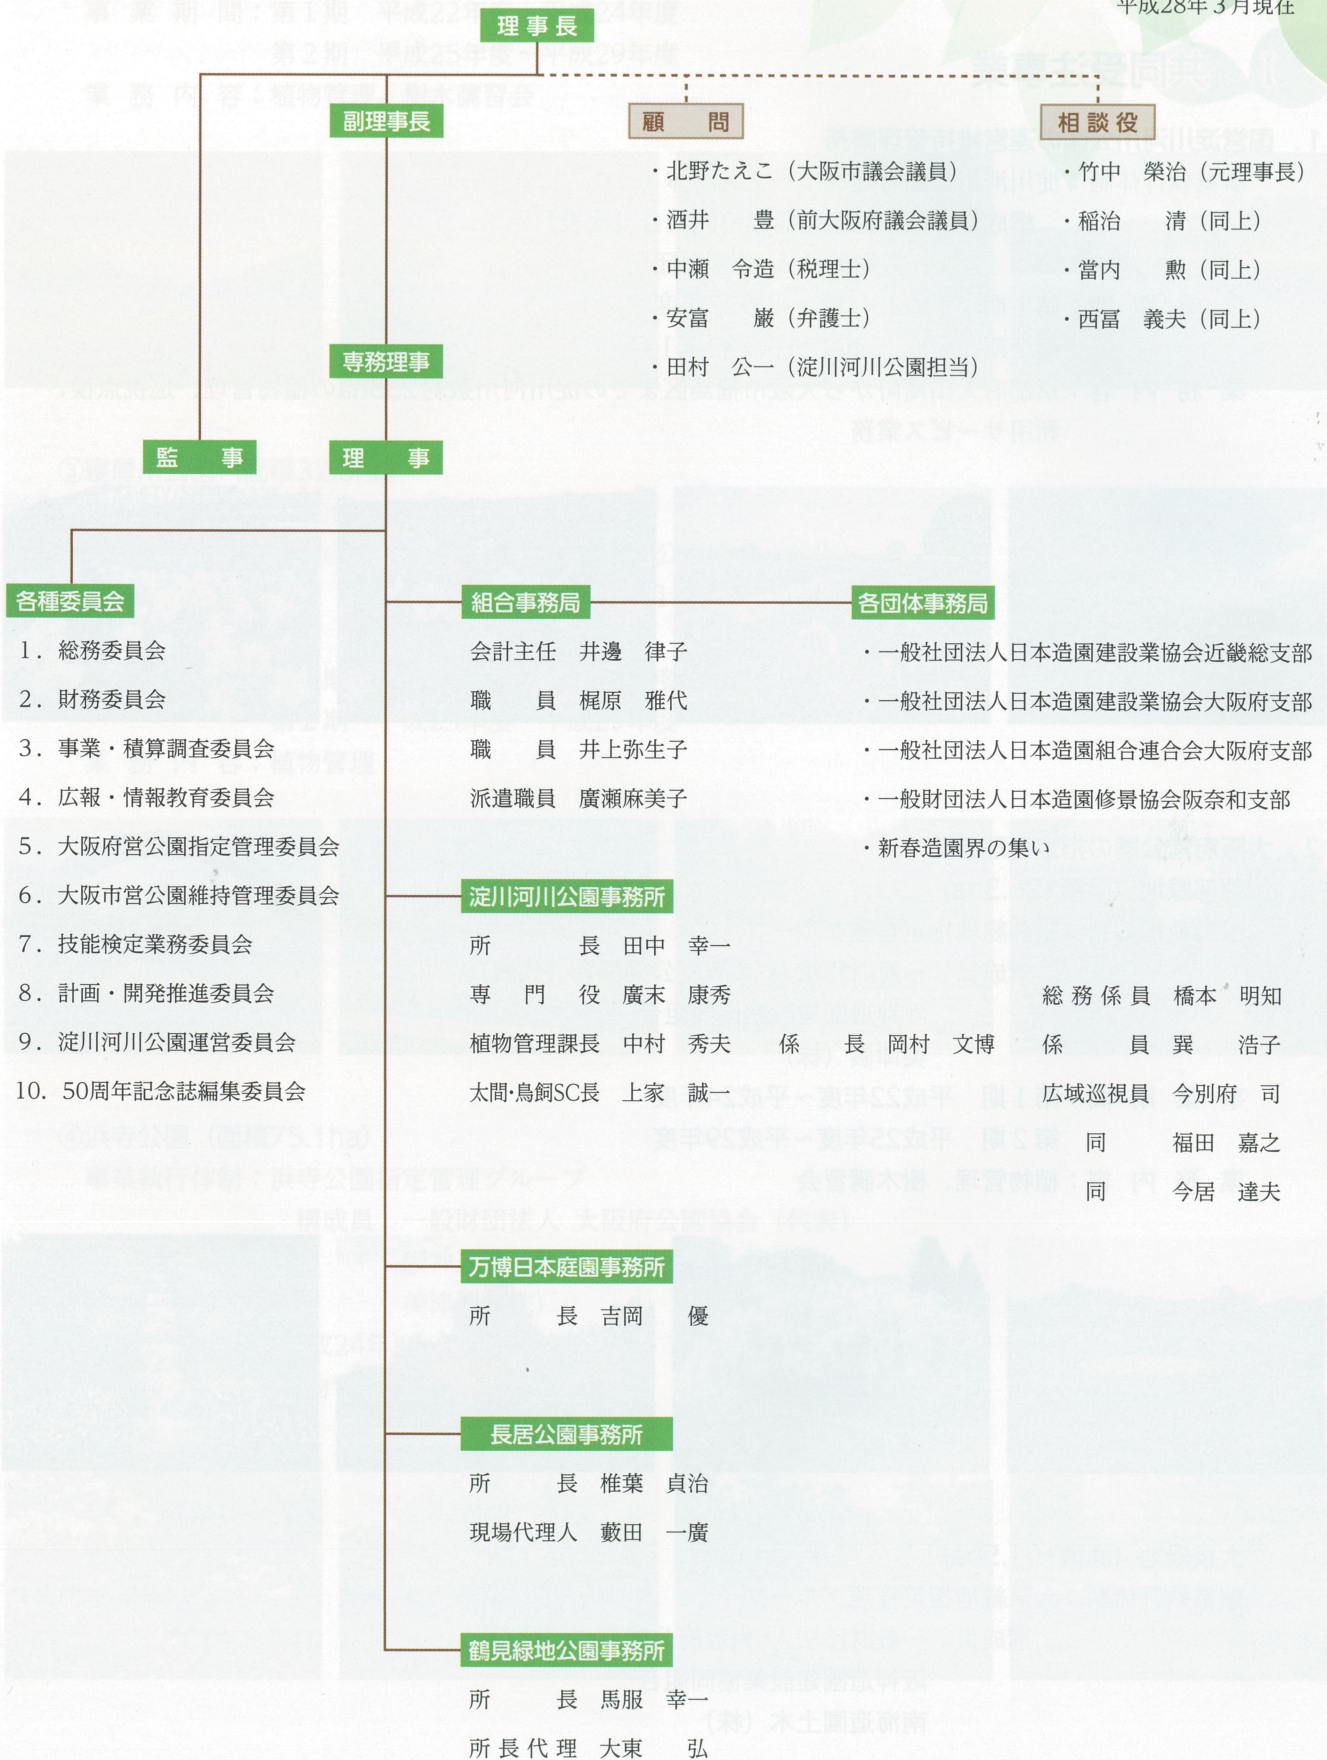 平成28年3月現在
理事長
副理事長
顧　問
相談役
・北野たえこ（大阪市議会議員）
・酒井　豊（前大阪府議会議員）
・中瀬　令造（税理士）
・安富　巌（弁護士）
・田村　公一（淀川河川公園担当）
・竹中　榮治（元理事長）
・稲治　清（同上）
・當内　勲（同上）
・西冨　義夫（同上）
専務理事
監　事
理　事
各種委員会
1．総務委員会
2．財務委員会
3．事業・積算調査委員会
4．広報・情報教育委員会
5．大阪府営公園指定管理委員会
6．大阪市営公園維持管理委員会
7．技能検定業務委員会
8．計画・開発推進委員会
9．淀川河川公園運営委員会
10．50周年記念誌編集委員会
組合事務局
会計主任　井邊　律子
職　員　梶原　雅代
職　員　井上弥生子
派遣職員　廣瀬麻美子
各団体事務局
・一般社団法人日本造園建設業協会近畿総支部
・一般社団法人日本造園建設業協会大阪府支部
・一般社団法人日本造園組合連合会大阪府支部
・一般財団法人日本造園修景協会阪奈和支部
・新春造園界の集い
淀川河川公園事務所
所　長　田中　幸一
専　門　役　廣末　康秀　総務係員　橋本　明知
植物管理課長　中村　秀夫　係　長　岡村　文博　係　員　巽　浩子
太間・鳥飼SC長　上家　誠一　広域巡視員　今別府　司
同　福田　嘉之
同　今居　達夫
万博日本庭園事務所
所　長　吉岡　優
長居公園事務所
所　長　椎葉　貞治
現場代理人　藪田　一廣
鶴見緑地公園事務所
所　長　馬服　幸一
所長代理　大東　弘